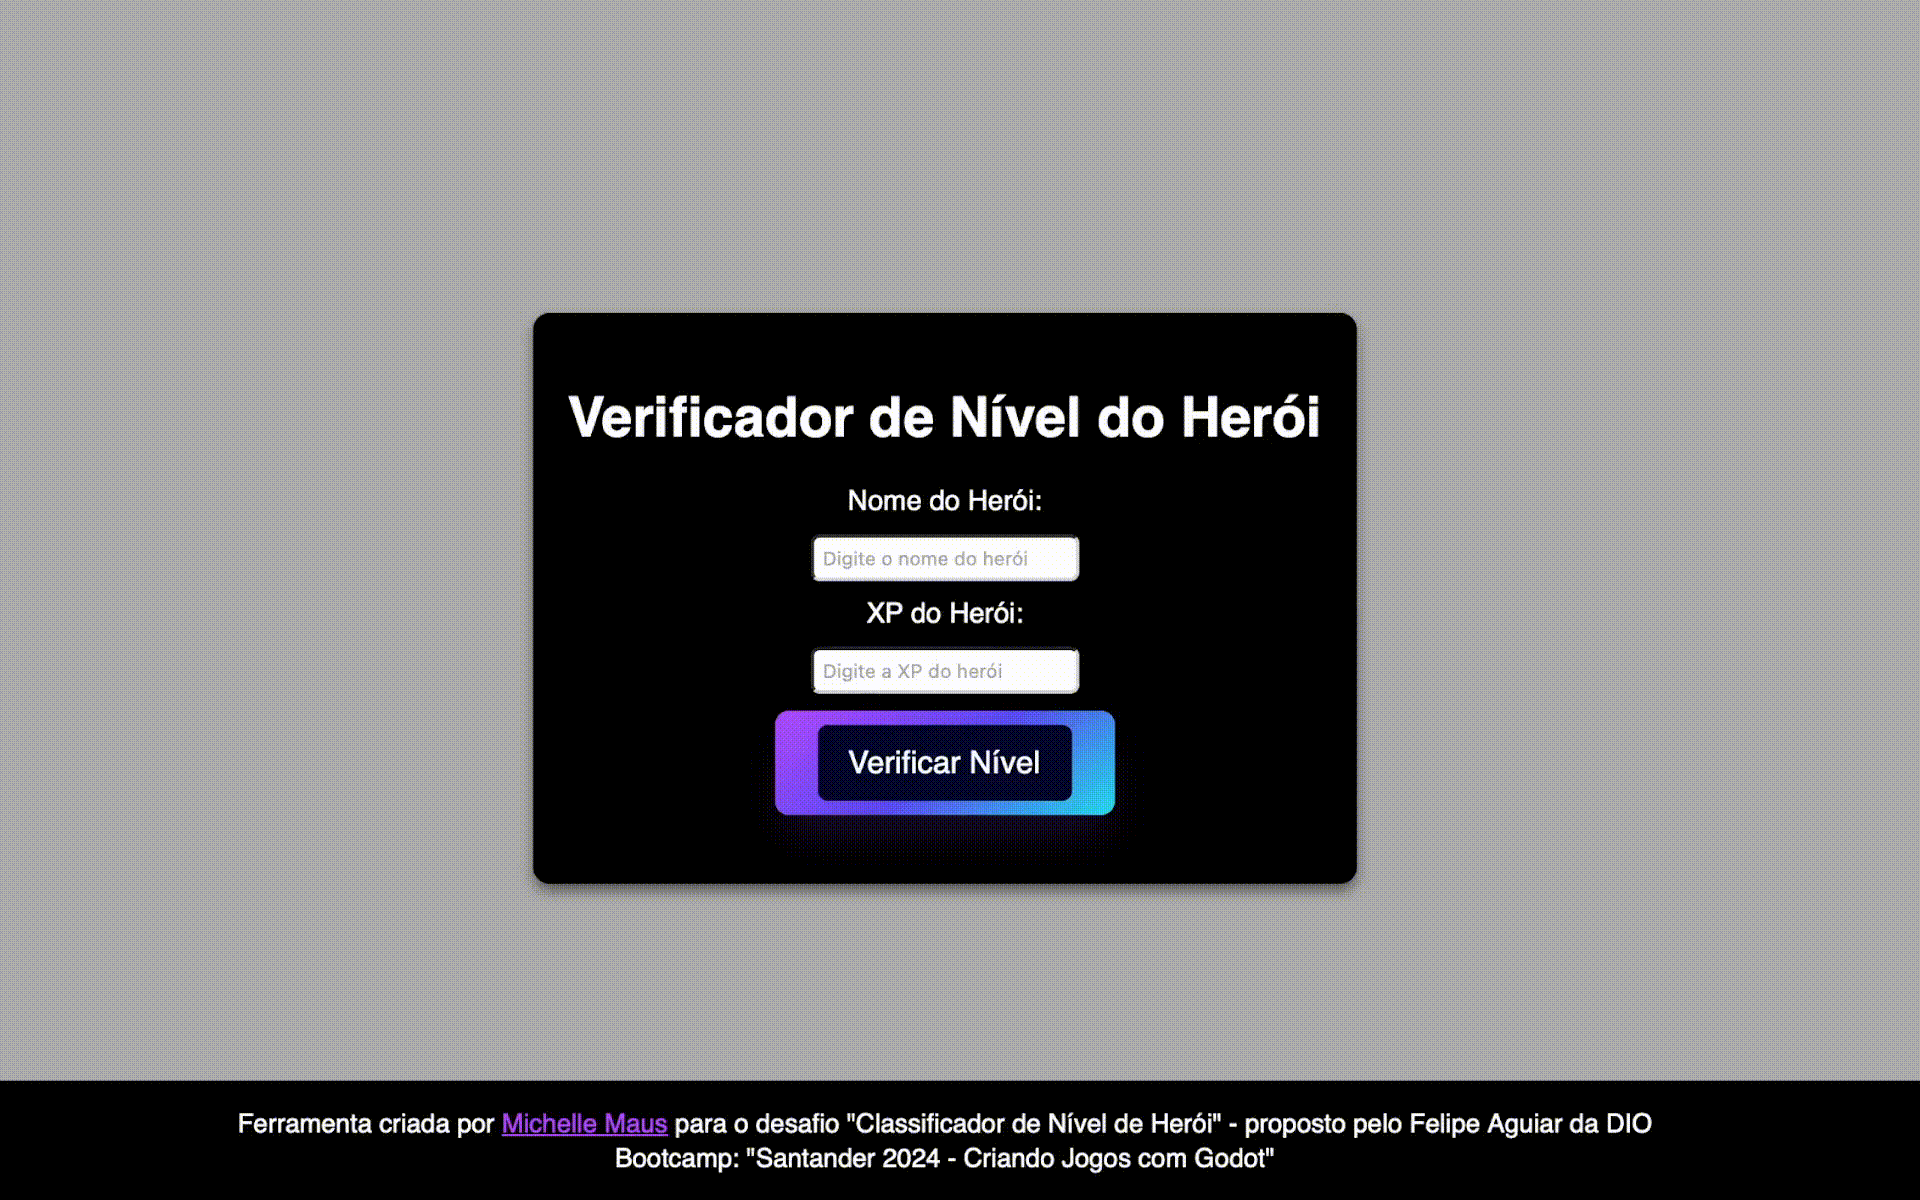 Verificador de Nível do Herói
Nome do Herói:
Digite o nome do herói
XP do Herói:
Digite a XP do herói
Verificar Nível
Ferramenta criada por Michelle Maus para o desafio "Classificador de Nível de Herói" - proposto pelo Felipe Aguiar da DIO
Bootcamp: "Santander 2024 - Criando Jogos com Godot"